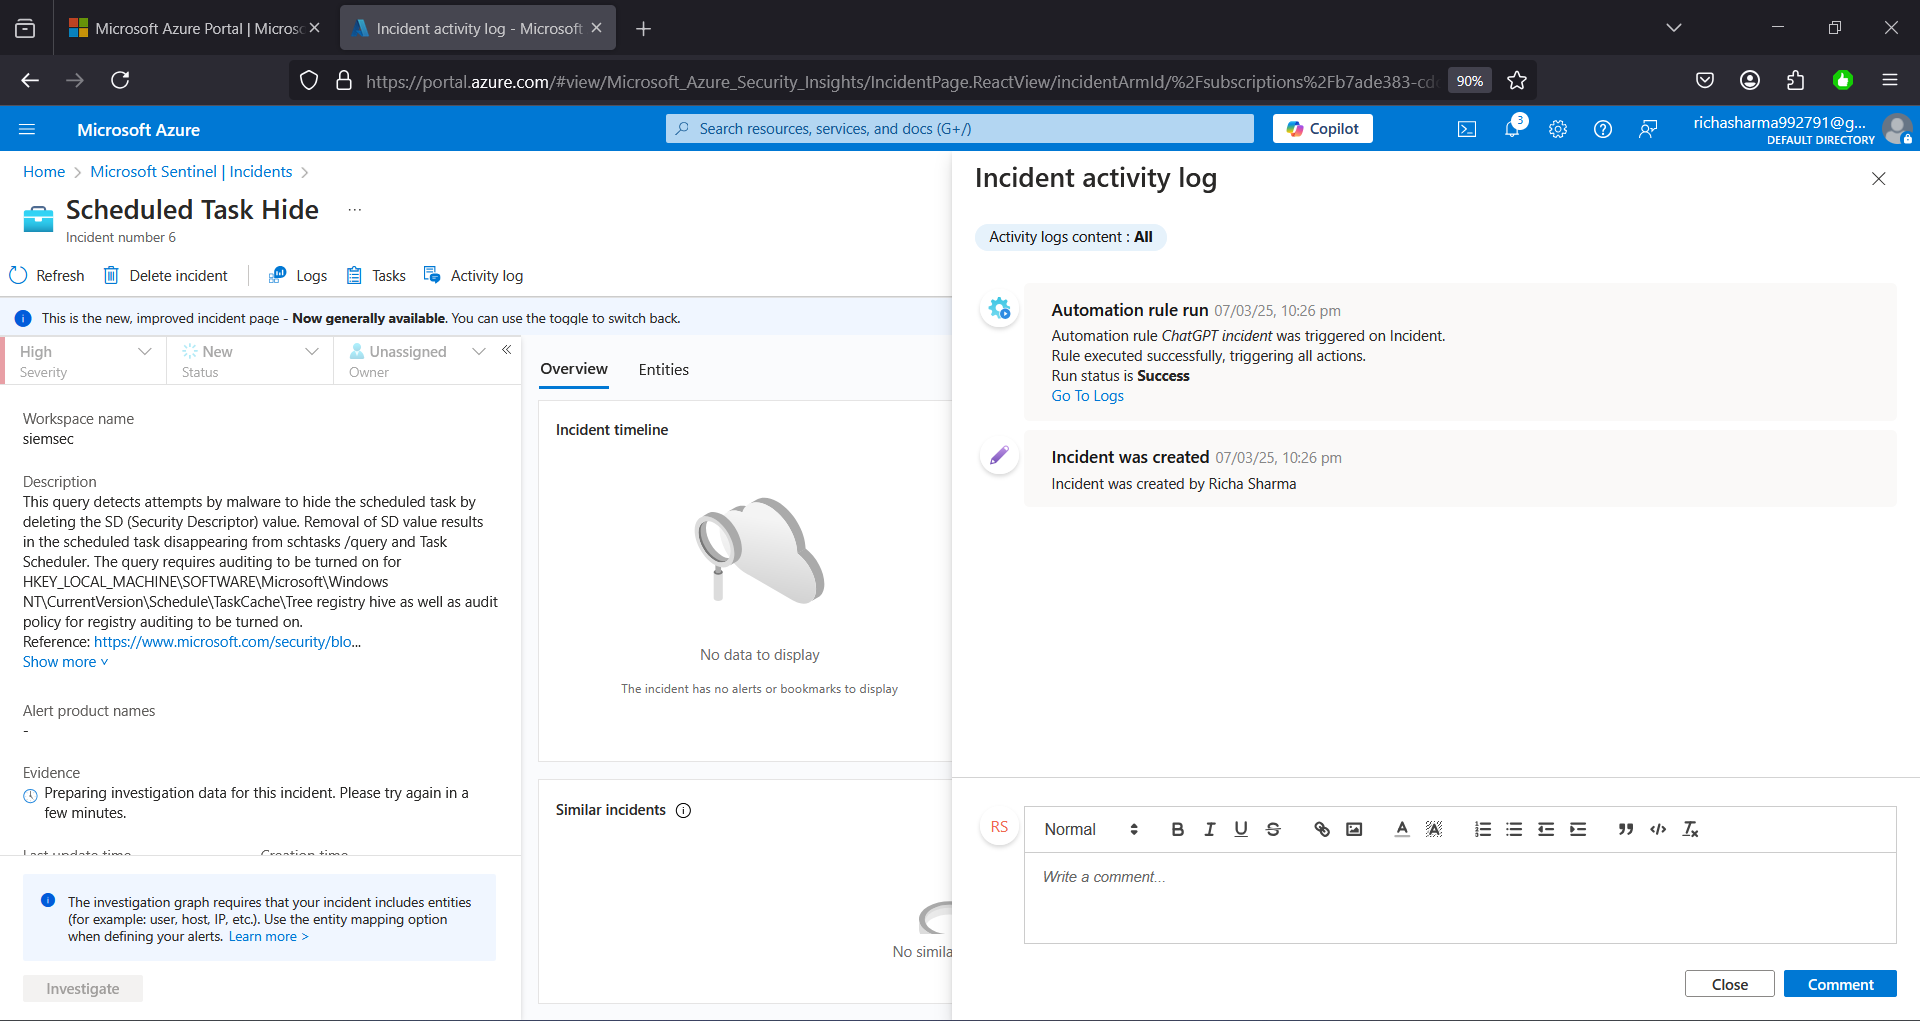 Microsoft Azure Portal | Micros
Incident activity log - Microsoft
https://portal.azure.com/#view/Microsoft_Azure_Security_Insights/IncidentPage.ReactView/incidentArmId/%2Fsubscriptions%2Fb7ade383-cd
90%
Microsoft Azure
Search resources, services, and docs (G+/)
Copilot
3
richasharma992791@g...
DEFAULT DIRECTORY
Home > Microsoft Sentinel | Incidents >
Scheduled Task Hide ...
Incident number 6
Refresh
Delete incident
Logs
Tasks
Activity log
This is the new, improved incident page - Now generally available. You can use the toggle to switch back.
High
Severity
New
Status
Unassigned
Owner
Workspace name
siemsec
Description
This query detects attempts by malware to hide the scheduled task by
deleting the SD (Security Descriptor) value. Removal of SD value results
in the scheduled task disappearing from schtasks /query and Task
Scheduler. The query requires auditing to be turned on for
HKEY_LOCAL_MACHINE\SOFTWARE\Microsoft\Windows
NT\CurrentVersion\Schedule\TaskCache\Tree registry hive as well as audit
policy for registry auditing to be turned on.
Reference: https://www.microsoft.com/security/blo...
Show more
Alert product names
-
Evidence
Preparing investigation data for this incident. Please try again in a
few minutes.
Last update time
Creation time
The investigation graph requires that your incident includes entities
(for example: user, host, IP, etc.). Use the entity mapping option
when defining your alerts. Learn more >
Investigate
Overview
Entities
Incident timeline
No data to display
The incident has no alerts or bookmarks to display
Similar incidents
No simila
Incident activity log
Activity logs content : All
Automation rule run 07/03/25, 10:26 pm
Automation rule ChatGPT incident was triggered on Incident.
Rule executed successfully, triggering all actions.
Run status is Success
Go To Logs
Incident was created 07/03/25, 10:26 pm
Incident was created by Richa Sharma
RS
Normal
Write a comment...
Close
Comment